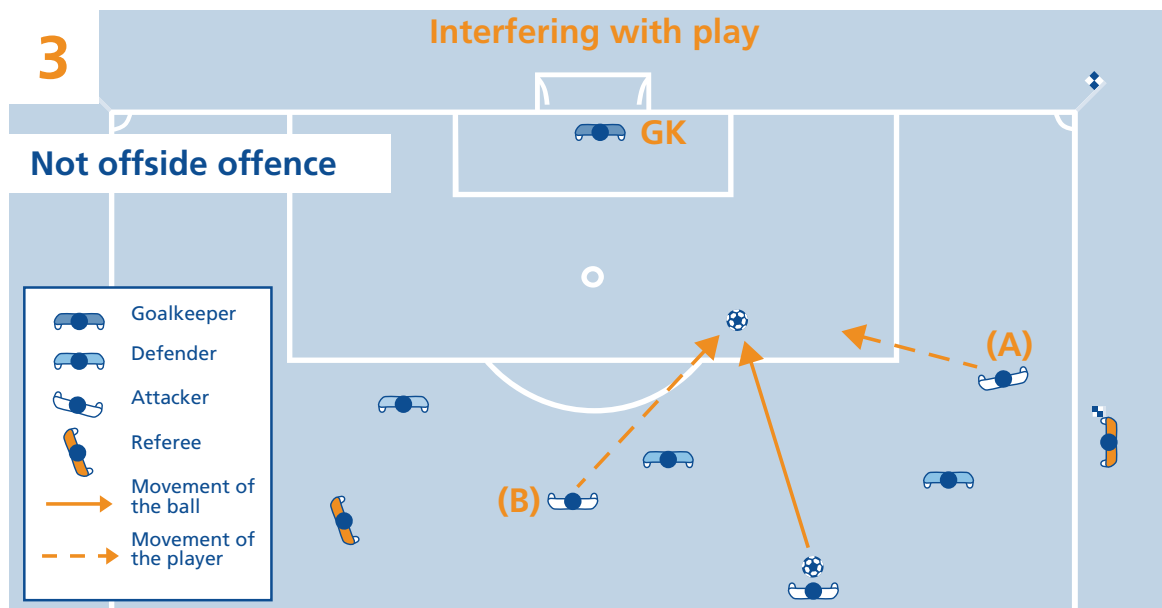 3
Interfering with play
GK
Not offside offence
(A)
(B)
Goalkeeper
Defender
Attacker
Referee
Movement of
the ball
Movement of
the player